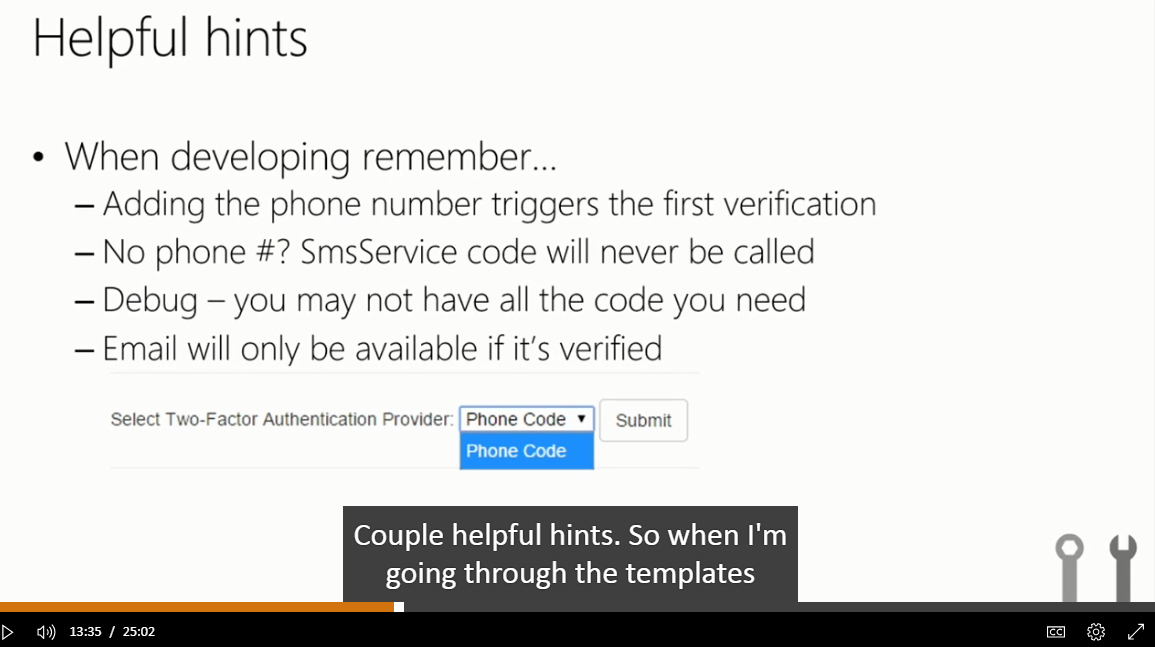 Helpful hints
• When developing remember...
– Adding the phone number triggers the first verification
– No phone #? SmsService code will never be called
– Debug – you may not have all the code you need
– Email will only be available if it's verified
Select Two-Factor Authentication Provider: Phone Code ▼ Submit
Phone Code
Couple helpful hints. So when I'm
going through the templates
13:35 / 25:02 CC